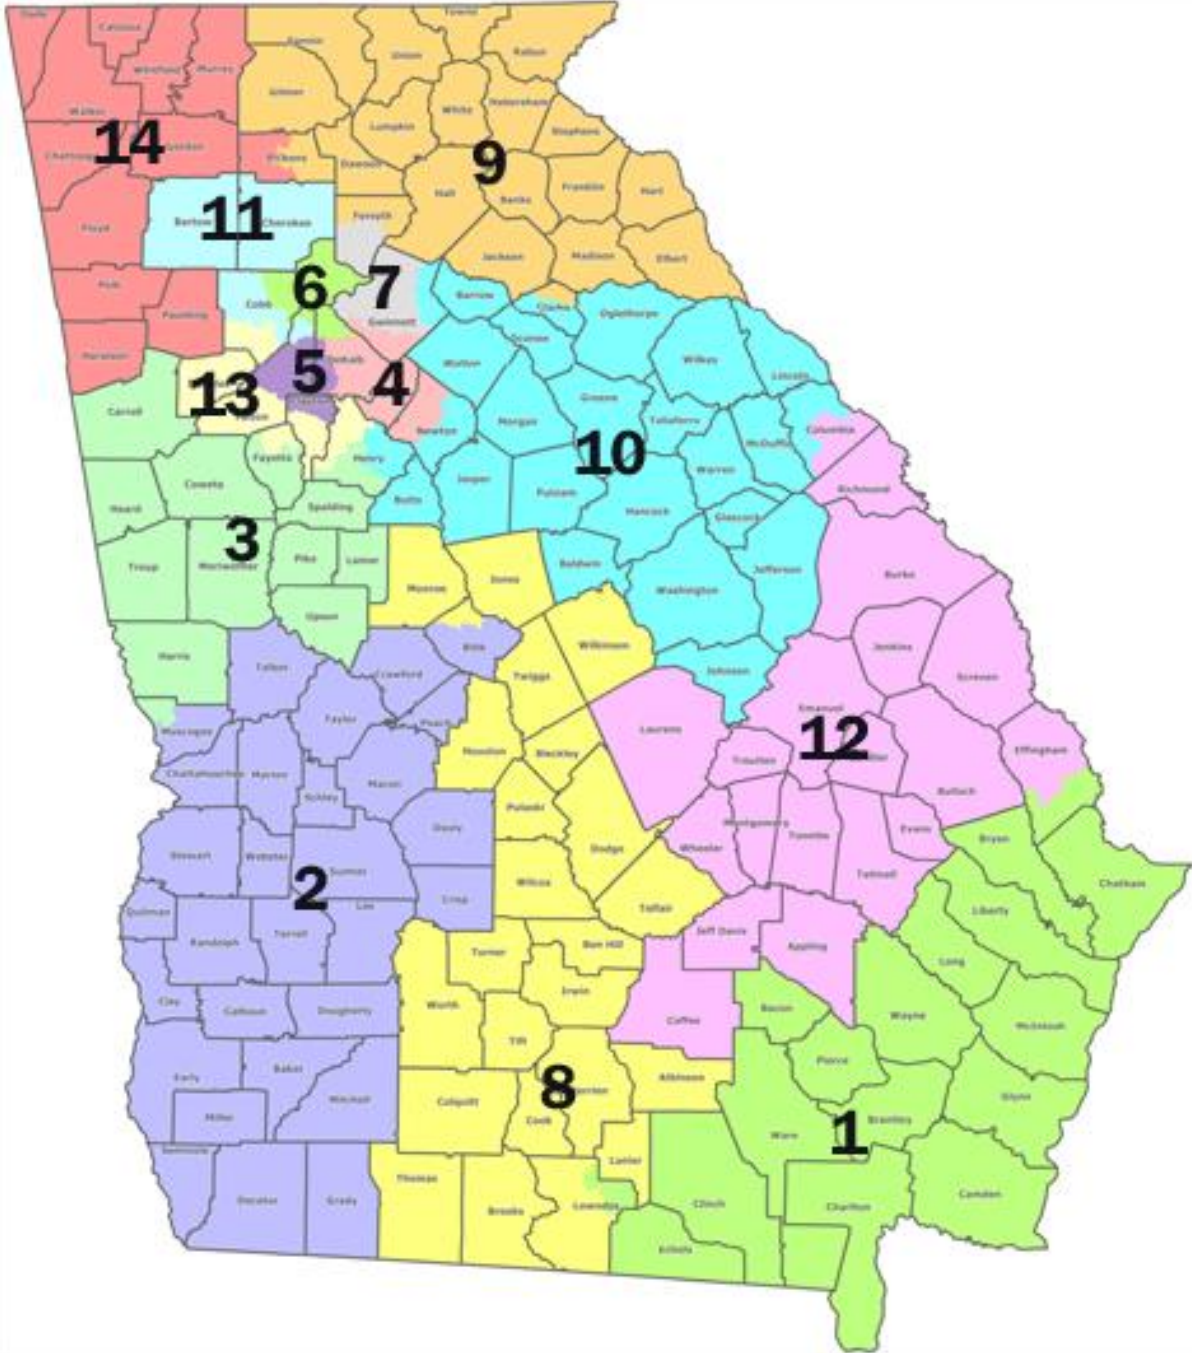 Towns
Catoosa
Fannin
Union
Rabun
Whitfield
Murray
Gilmer
White
Habersham
Walker
Lumpkin
Stephens
14
Gordon
Chattooga
Pickens
Dawson
9
Hall
Banks
Franklin
Hart
Floyd
Bartow
11
Cherokee
Forsyth
Jackson
Madison
Elbert
Polk
6
7
Barrow
Cobb
Clarke
Oglethorpe
Paulding
Gwinnett
Oconee
Haralson
DeKalb
Walton
Wilkes
Lincoln
13
5
4
Carroll
Fulton
Clayton
Newton
Morgan
Greene
Taliaferro
Columbia
McDuffie
Fayette
Henry
10
Warren
Coweta
Jasper
Putnam
Richmond
Heard
Spalding
Butts
Hancock
Glascock
3
Troup
Meriwether
Pike
Lamar
Monroe
Jones
Baldwin
Washington
Jefferson
Burke
Upson
Harris
Talbot
Crawford
Bibb
Wilkinson
Jenkins
Twiggs
Johnson
Screven
Taylor
Peach
Laurens
Emanuel
12
Muscogee
Houston
Bleckley
Treutlen
Effingham
Chattahoochee
Marion
Macon
Schley
Pulaski
Bulloch
Stewart
Webster
Dooly
Dodge
Wheeler
Montgomery
Toombs
Evans
Bryan
2
Sumter
Wilcox
Tattnall
Chatham
Quitman
Lee
Crisp
Telfair
Liberty
Randolph
Terrell
Turner
Ben Hill
Jeff Davis
Appling
Long
Clay
Calhoun
Dougherty
Worth
Irwin
Coffee
Bacon
Wayne
McIntosh
Tift
Early
Baker
Pierce
Miller
Mitchell
Colquitt
8
Berrien
Cook
Atkinson
Glynn
Ware
1
Brantley
Seminole
Decatur
Grady
Thomas
Brooks
Lanier
Lowndes
Clinch
Charlton
Camden
Echols